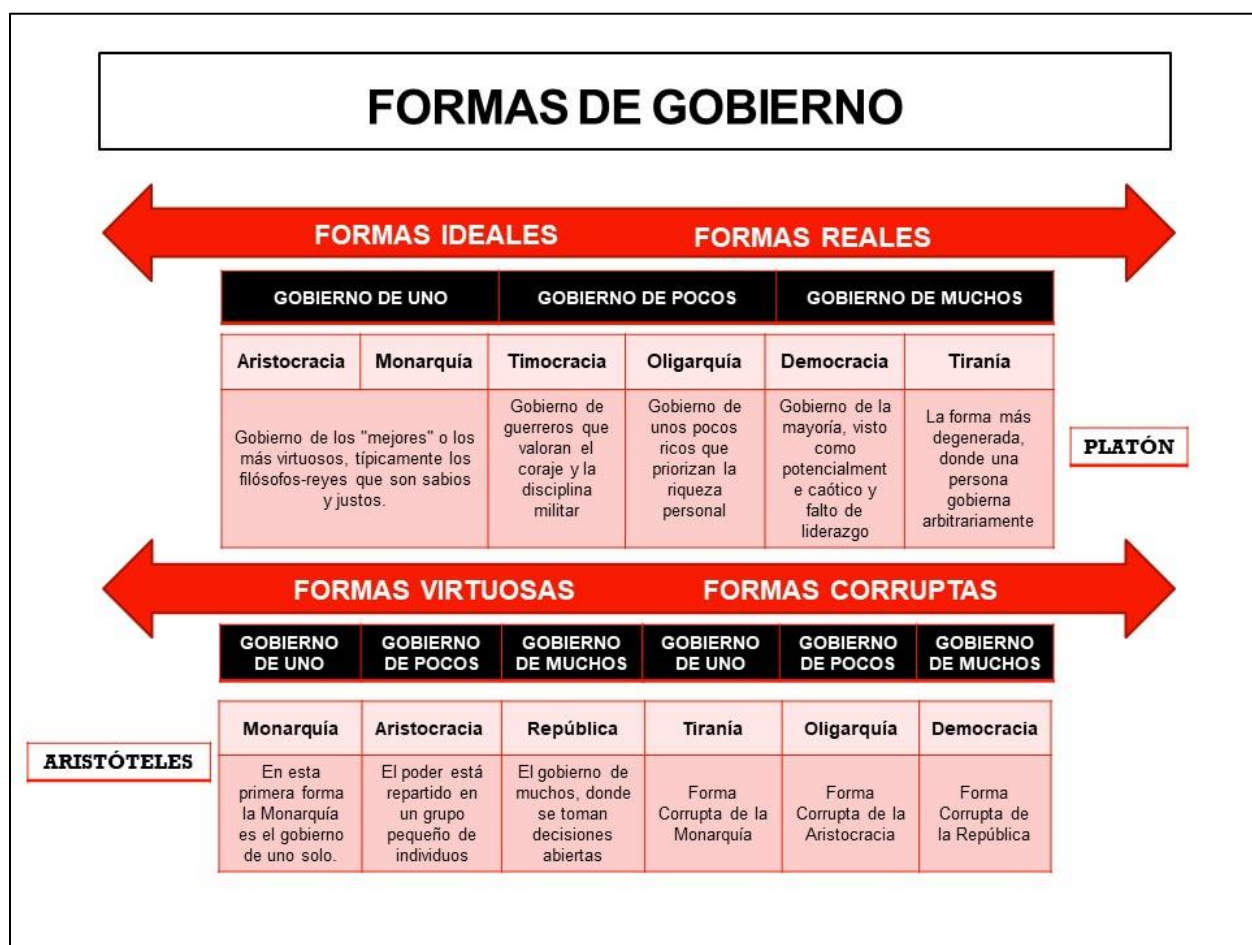 FORMAS DE GOBIERNO
FORMAS IDEALES FORMAS REALES
GOBIERNO DE UNO GOBIERNO DE POCOS GOBIERNO DE MUCHOS
Aristocracia Monarquía Timocracia Oligarquía Democracia Tiranía
Gobierno de los "mejores" o los
más virtuosos, típicamente los
filósofos-reyes que son sabios
y justos.
Gobierno de
guerreros que
valoran el
coraje y la
disciplina
militar
Gobierno de
unos pocos
ricos que
priorizan la
riqueza
personal
Gobierno de la
mayoría, visto
como
potencialment
e caótico y
falto de
liderazgo
La forma más
degenerada,
donde una
persona
gobierna
arbitrariamente
PLATÓN
FORMAS VIRTUOSAS FORMAS CORRUPTAS
GOBIERNO
DE UNO
GOBIERNO
DE POCOS
GOBIERNO
DE MUCHOS
GOBIERNO
DE UNO
GOBIERNO
DE POCOS
GOBIERNO
DE MUCHOS
Monarquía Aristocracia República Tiranía Oligarquía Democracia
ARISTÓTELES
En esta
primera forma
la Monarquía
es el gobierno
de uno solo.
El poder está
repartido en
un grupo
pequeño de
individuos
El gobierno de
muchos, donde
se toman
decisiones
abiertas
Forma
Corrupta de la
Monarquía
Forma
Corrupta de la
Aristocracia
Forma
Corrupta de
la República